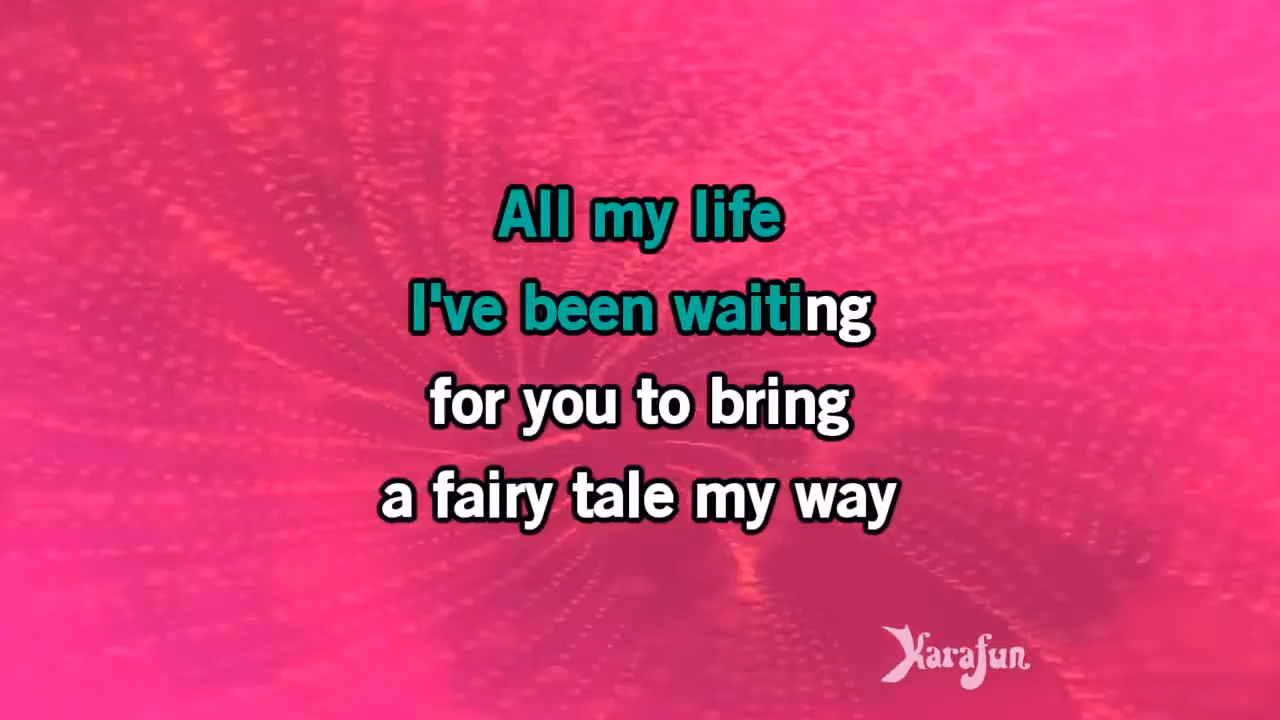 All my life
I've been waiting
for you to bring
a fairy tale my way
Karafun